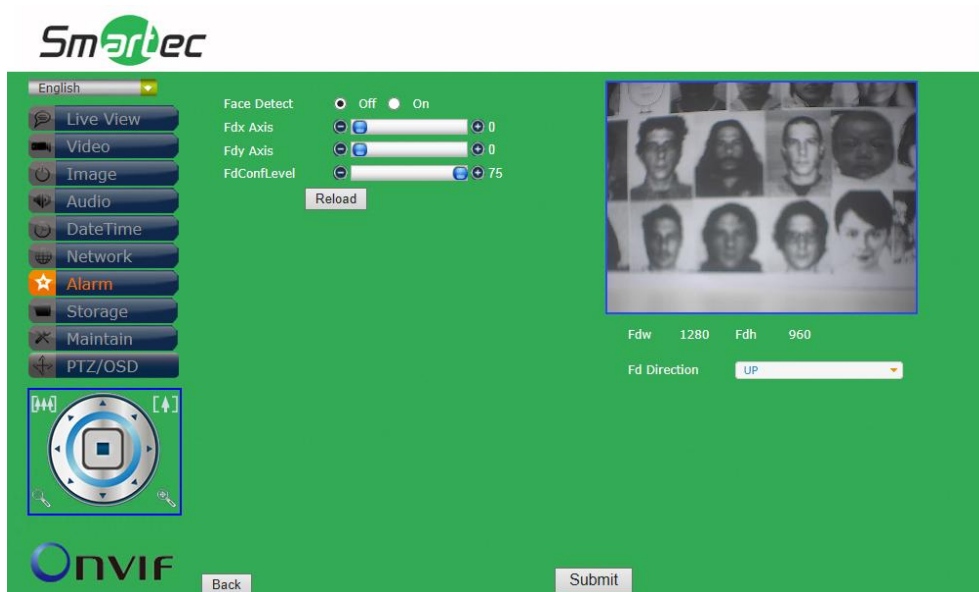 Smartec
English
Live View
Video
Image
Audio
DateTime
Network
Alarm
Storage
Maintain
PTZ/OSD
Onvif
Face Detect Off On
Fdx Axis 0
Fdy Axis 0
FdConfLevel 75
Reload
Fdw 1280 Fdh 960
Fd Direction UP
Back
Submit